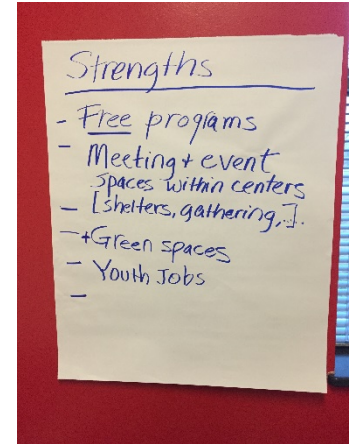 Strengths
- Free programs
- Meeting + event
spaces within centers
- [shelters, gathering,].
- + Green spaces
- Youth Jobs
-